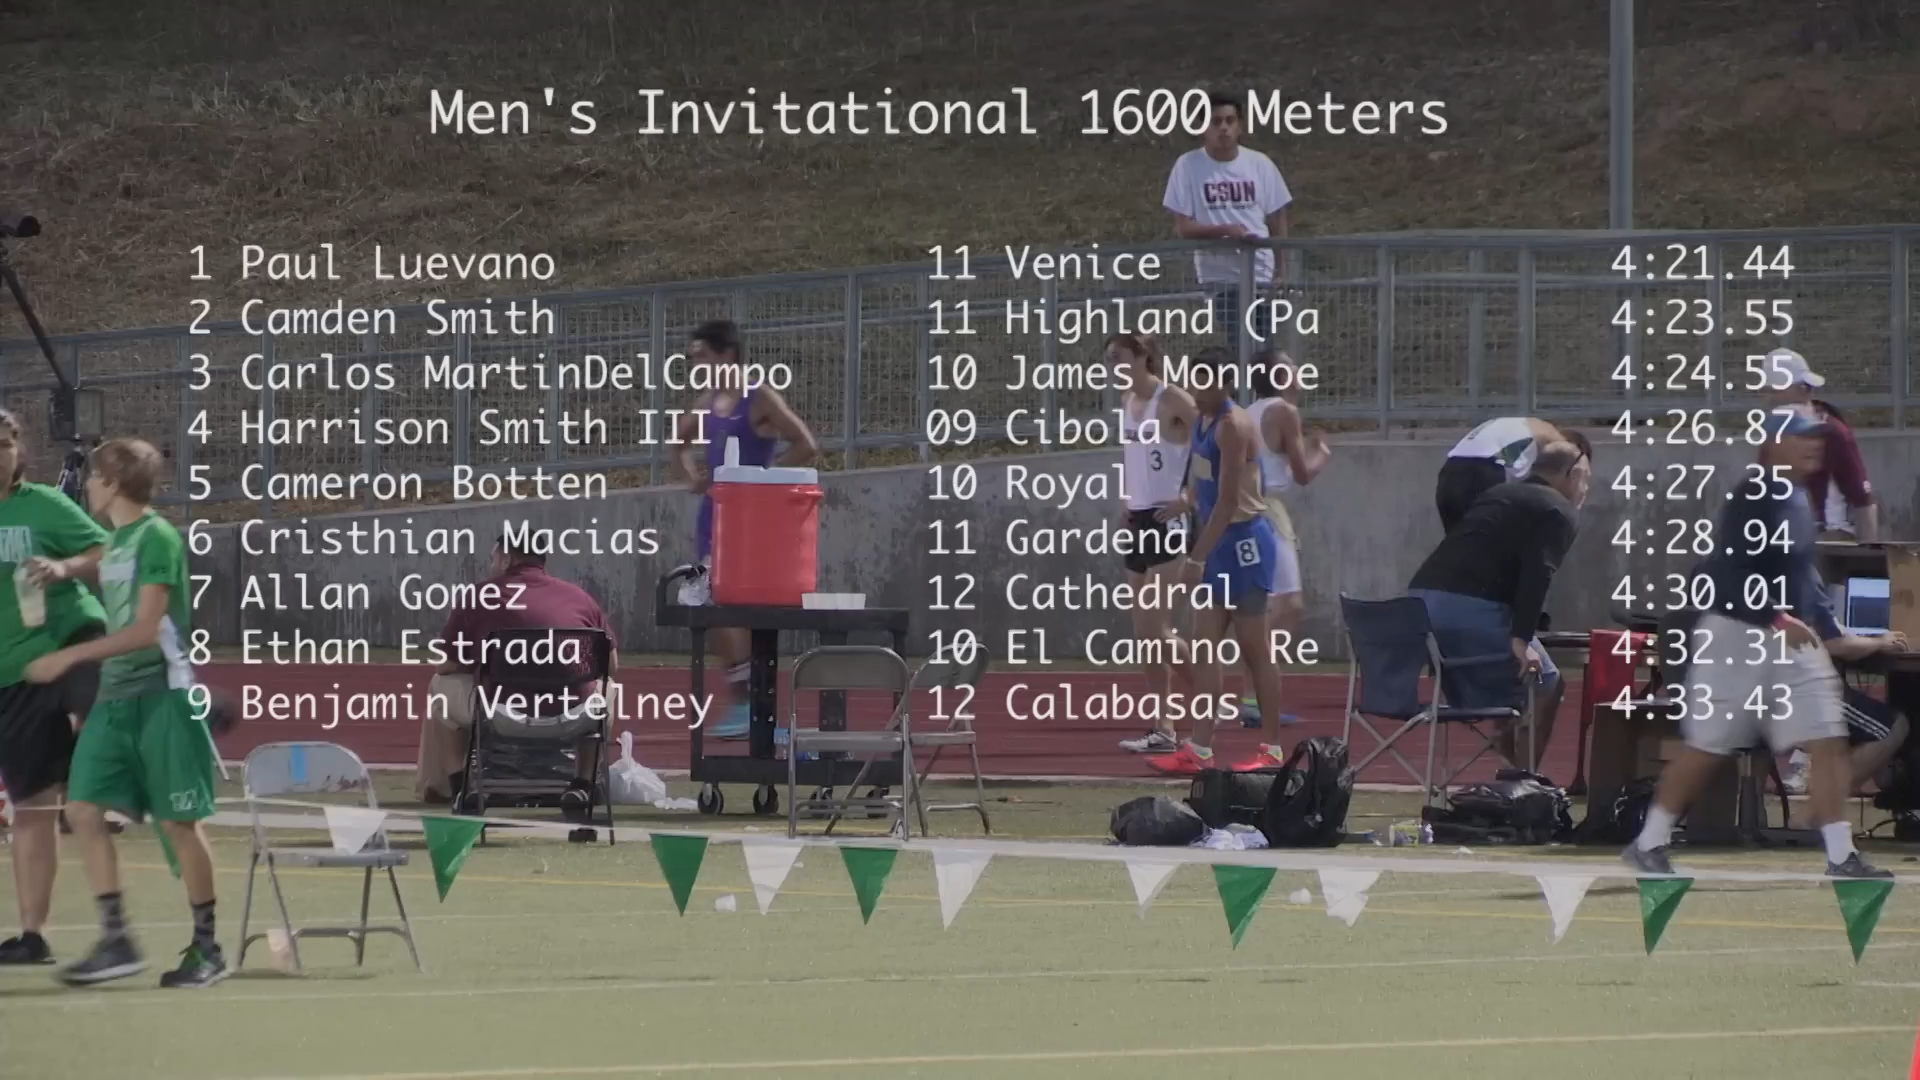 Men's Invitational 1600 Meters
CSUN
1 Paul Luevano 11 Venice 4:21.44
2 Camden Smith 11 Highland (Pa 4:23.55
3 Carlos MartinDelCampo 10 James Monroe 4:24.55
4 Harrison Smith III 09 Cibola 4:26.87
5 Cameron Botten 10 Royal 4:27.35
6 Cristhian Macias 11 Gardena 4:28.94
7 Allan Gomez 12 Cathedral 4:30.01
8 Ethan Estrada 10 El Camino Re 4:32.31
9 Benjamin Vertelney 12 Calabasas 4:33.43
3
8